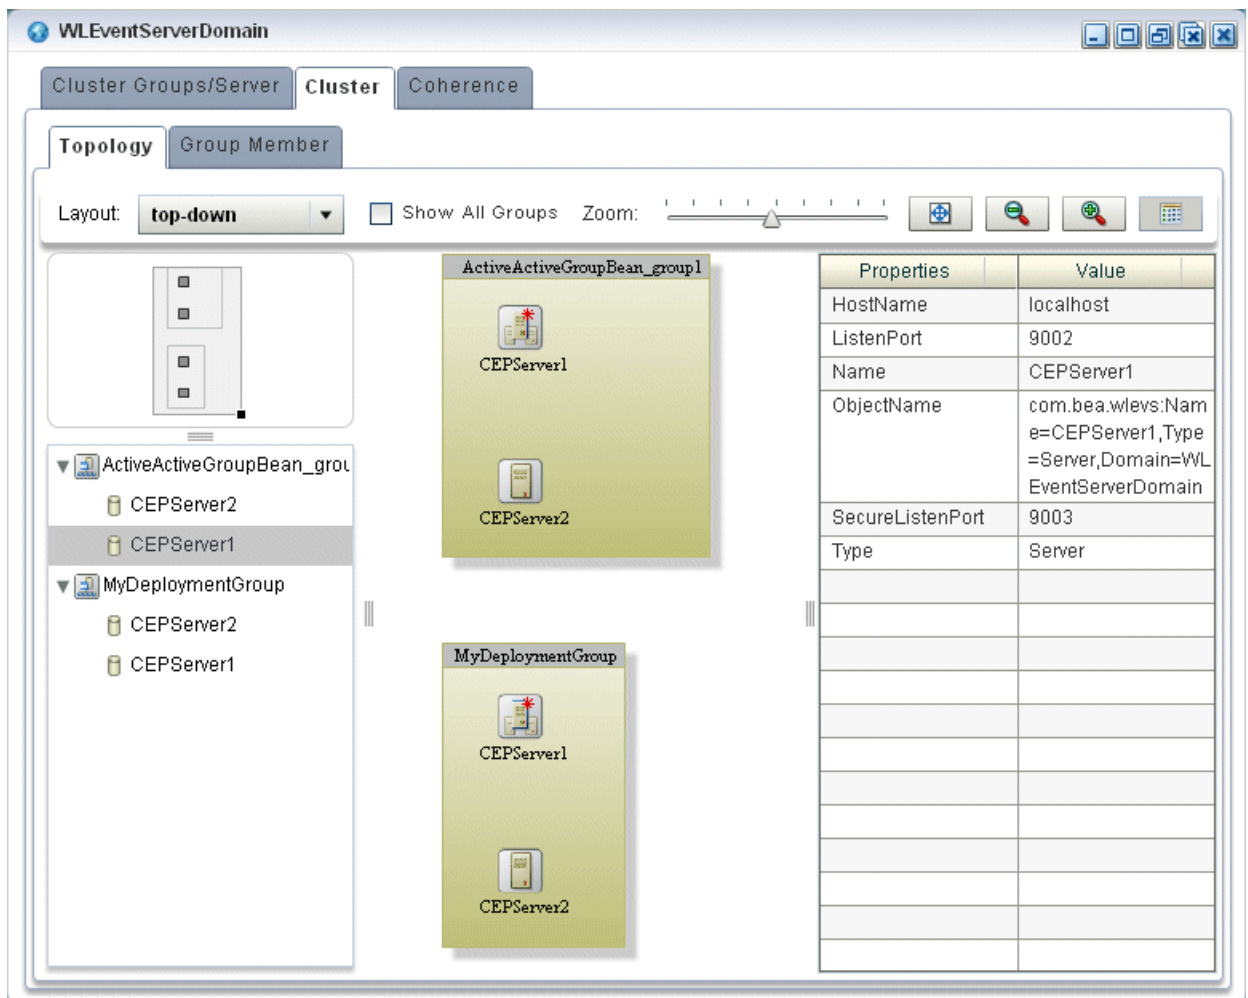 WLEventServerDomain
Cluster Groups/Server
Cluster
Coherence
Topology
Group Member
Layout:
top-down
Show All Groups
Zoom:
ActiveActiveGroupBean_grou
CEPServer2
CEPServer1
MyDeploymentGroup
CEPServer2
CEPServer1
ActiveActiveGroupBean_group1
CEPServer1
CEPServer2
MyDeploymentGroup
CEPServer1
CEPServer2
Properties Value
HostName localhost
ListenPort 9002
Name CEPServer1
ObjectName com.bea.wlevs:Nam
e=CEPServer1,Type
=Server,Domain=WL
EventServerDomain
SecureListenPort 9003
Type Server